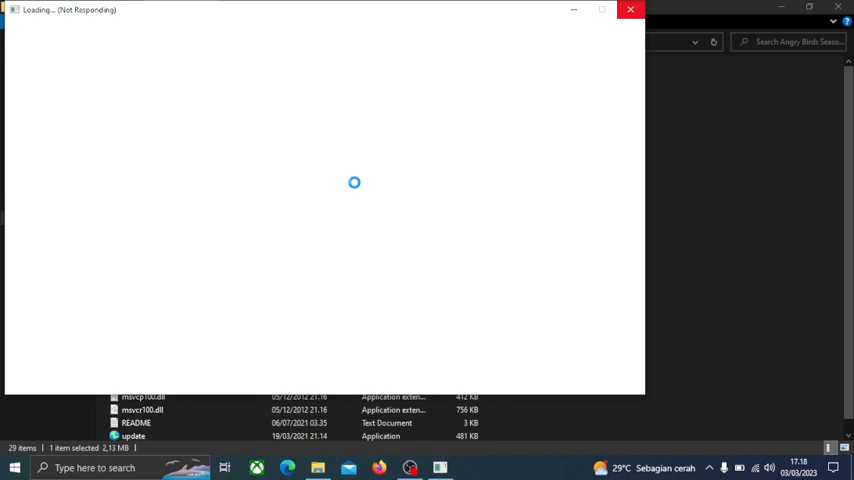 Loading... (Not Responding)
Search Angry Birds Seaso...
msvcp100.dll 05/12/2012 21.16 Application exten... 412 KB
msvcr100.dll 05/12/2012 21.16 Application exten... 756 KB
README 06/07/2021 03.35 Text Document 3 KB
update 19/03/2021 21.14 Application 481 KB
29 items 1 item selected 2,13 MB
Type here to search
29°C Sebagian cerah
17.18
03/03/2023